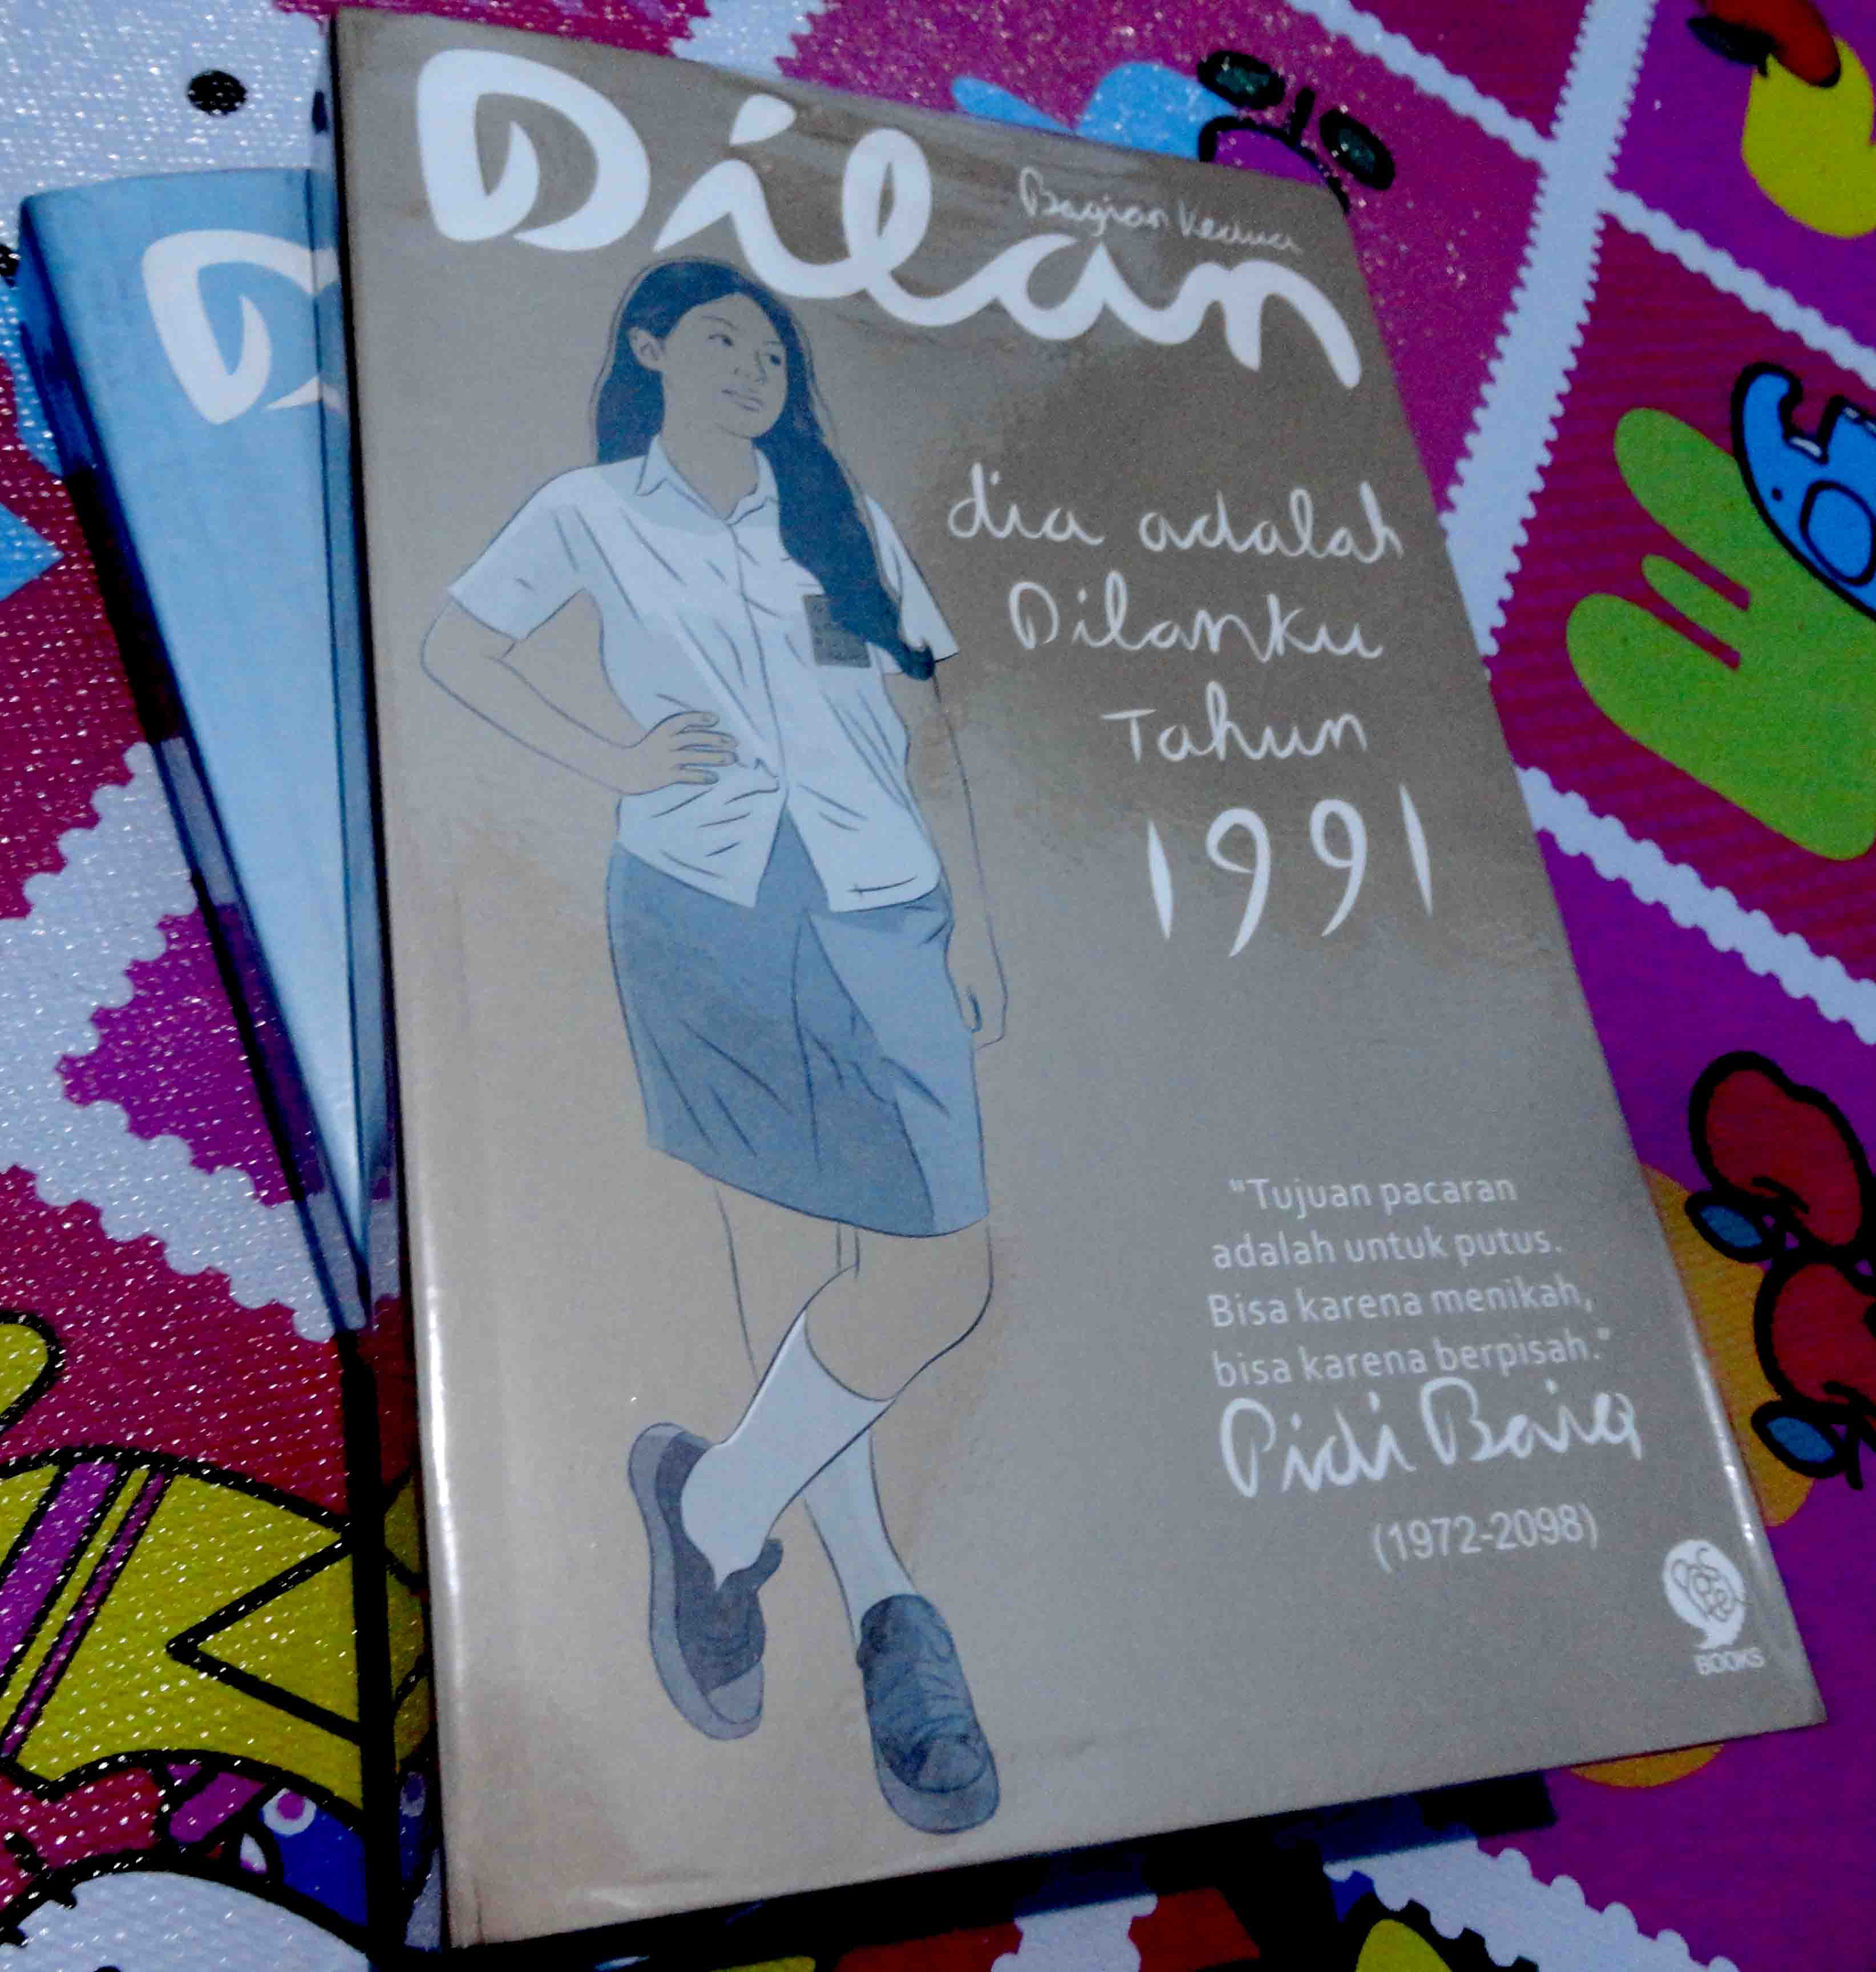 Dilan
Bagian Kedua
dia adalah
Dilanku
Tahun
1991
"Tujuan pacaran
adalah untuk putus.
Bisa karena menikah,
bisa karena berpisah."
Pidi Baiq
(1972-2098)
BOOKS
D